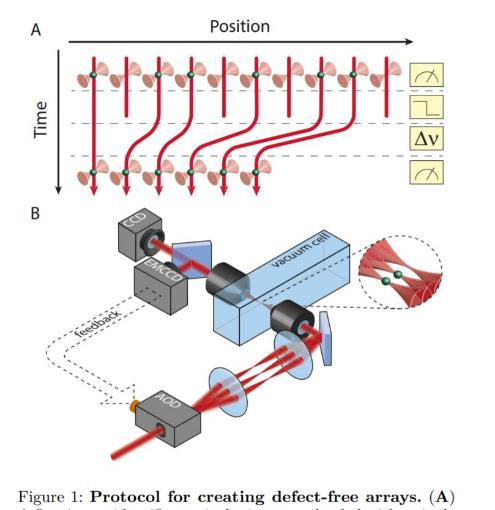 A
Position
Time
Δν
B
CCD
EMCCD
vacuum cell
feedback
AOD
Figure 1: Protocol for creating defect-free arrays. (A)